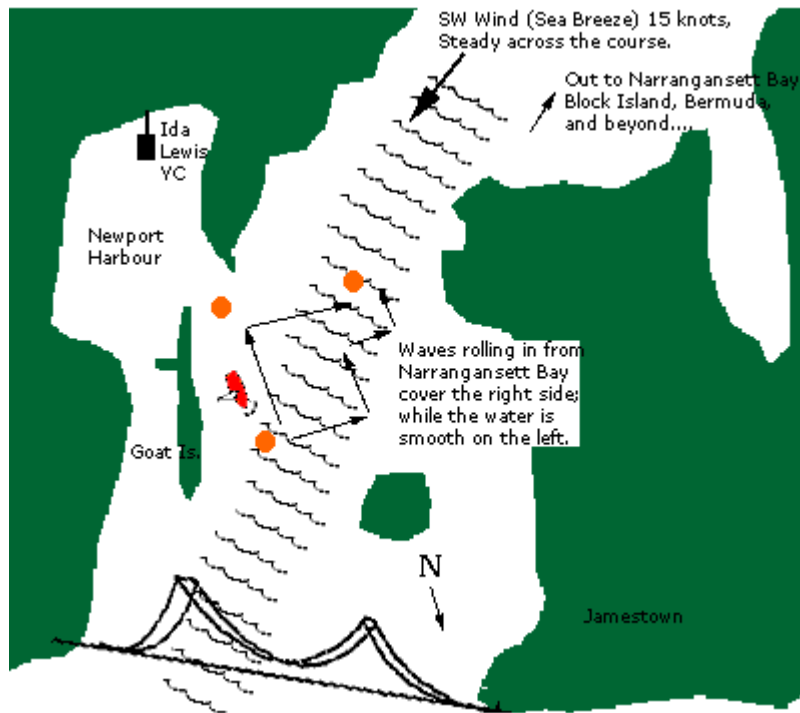 SW Wind (Sea Breeze) 15 knots,
Steady across the course.
Out to Narrangansett Bay
Block Island, Bermuda,
and beyond....
Ida
Lewis
YC
Newport
Harbour
Waves rolling in from
Narrangansett Bay
cover the right side;
while the water is
smooth on the left.
Goat Is.
N
Jamestown